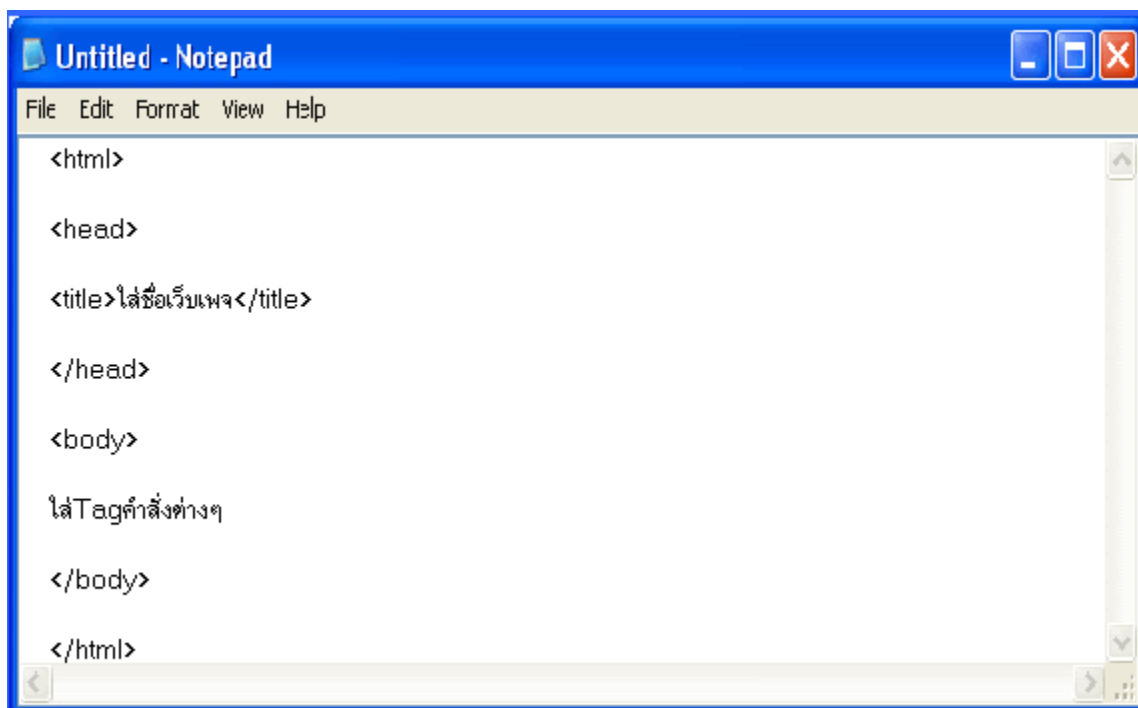 Untitled - Notepad
File Edit Format View Help
<html>
<head>
<title>ใส่ชื่อเว็บเพจ</title>
</head>
<body>
ใส่Tagคำสั่งต่างๆ
</body>
</html>